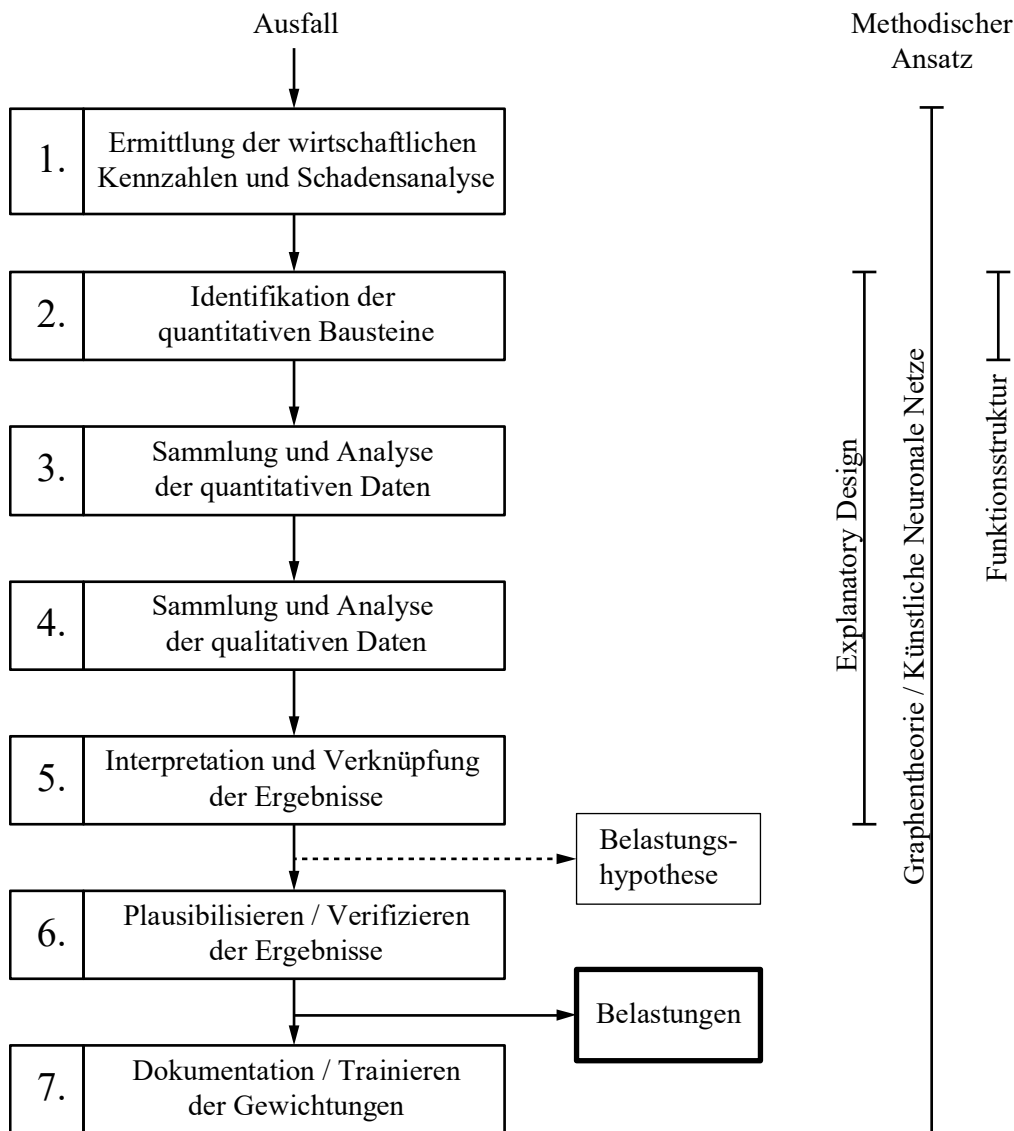 Ausfall
Methodischer
Ansatz
1.
Ermittlung der wirtschaftlichen
Kennzahlen und Schadensanalyse
2.
Identifikation der
quantitativen Bausteine
3.
Sammlung und Analyse
der quantitativen Daten
4.
Sammlung und Analyse
der qualitativen Daten
5.
Interpretation und Verknüpfung
der Ergebnisse
Belastungs-
hypothese
6.
Plausibilisieren / Verifizieren
der Ergebnisse
Belastungen
7.
Dokumentation / Trainieren
der Gewichtungen
Explanatory Design
Graphentheorie / Künstliche Neuronale Netze
Funktionsstruktur